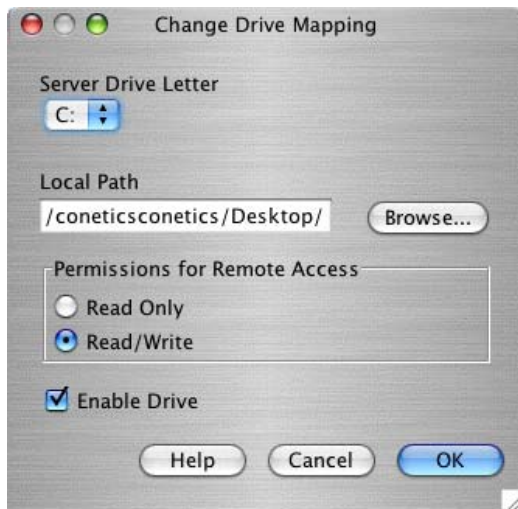 Change Drive Mapping
Server Drive Letter
C:
Local Path
/coneticsconetics/Desktop/
Browse...
Permissions for Remote Access
Read Only
Read/Write
Enable Drive
Help
Cancel
OK